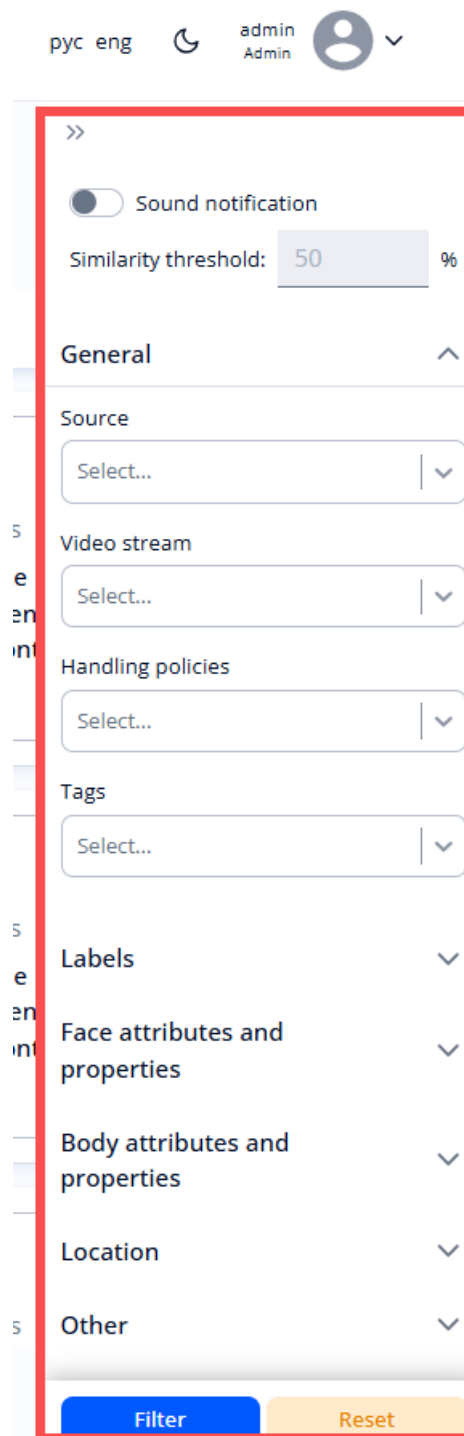 рус eng
admin
Admin
Sound notification
Similarity threshold: 50 %
General
Source
Select...
Video stream
Select...
Handling policies
Select...
Tags
Select...
Labels
Face attributes and
properties
Body attributes and
properties
Location
Other
Filter Reset